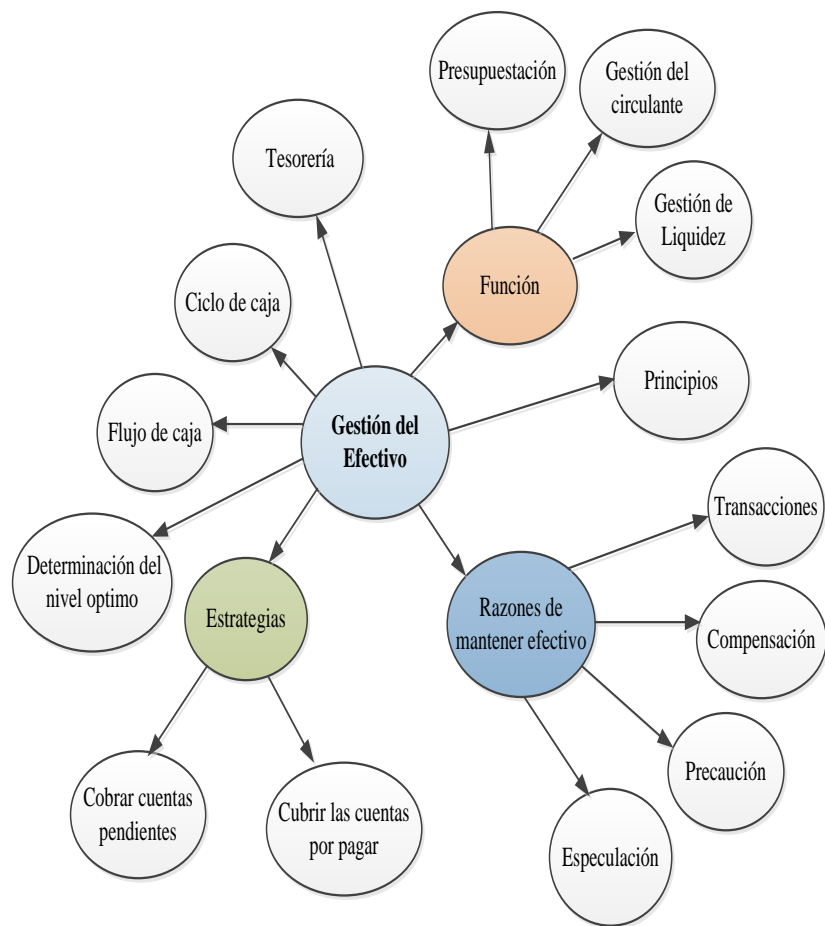 Presupuestación
Gestión del
circulante
Tesorería
Gestión de
Liquidez
Función
Ciclo de caja
Principios
Gestión del
Efectivo
Flujo de caja
Transacciones
Determinación del
nivel optimo
Estrategias
Razones de
mantener efectivo
Compensación
Precaución
Cobrar cuentas
pendientes
Cubrir las cuentas
por pagar
Especulación